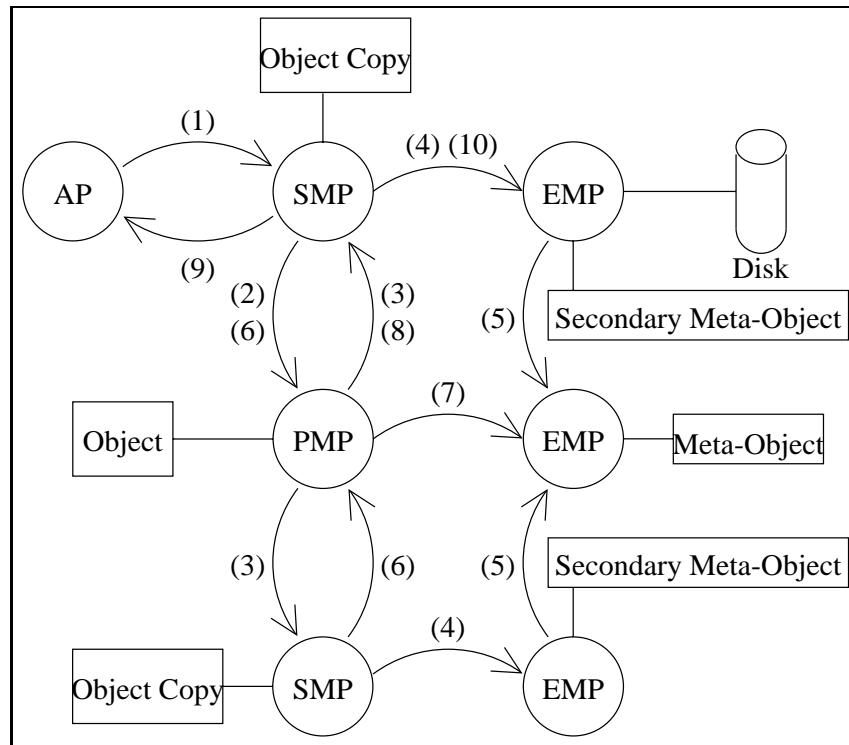 Object Copy
(1)
(4) (10)
AP
SMP
EMP
(9)
Disk
(2)
(3)
(6)
(8)
(5)
Secondary Meta-Object
(7)
Object
PMP
EMP
Meta-Object
(3)
(6)
(5)
Secondary Meta-Object
(4)
Object Copy
SMP
EMP